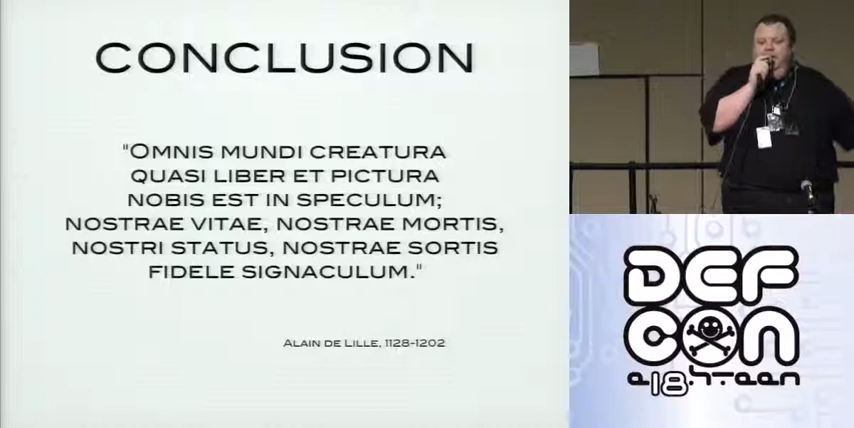 CONCLUSION
"OMNIS MUNDI CREATURA
QUASI LIBER ET PICTURA
NOBIS EST IN SPECULUM;
NOSTRAE VITAE, NOSTRAE MORTIS,
NOSTRI STATUS, NOSTRAE SORTIS
FIDELE SIGNACULUM."
ALAIN DE LILLE, 1128-1202
DEF
CON
e18hteen